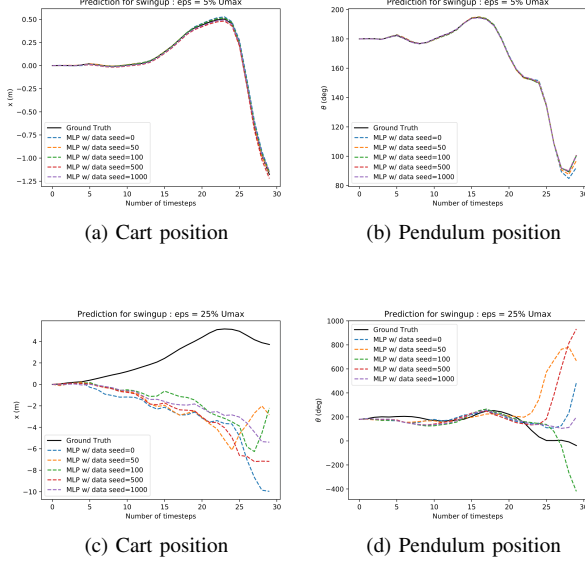 Prediction for swingup : eps = 5% Umax
0.50
0.25
0.00
−0.25
−0.50
−0.75
−1.00
−1.25
x (m)
Ground Truth
MLP w/ data seed=0
MLP w/ data seed=50
MLP w/ data seed=100
MLP w/ data seed=500
MLP w/ data seed=1000
0 5 10 15 20 25 30
Number of timesteps
(a) Cart position
Prediction for swingup : eps = 5% Umax
200
180
160
140
120
100
80
θ (deg)
Ground Truth
MLP w/ data seed=0
MLP w/ data seed=50
MLP w/ data seed=100
MLP w/ data seed=500
MLP w/ data seed=1000
0 5 10 15 20 25 30
Number of timesteps
(b) Pendulum position
Prediction for swingup : eps = 25% Umax
4
2
0
−2
−4
−6
−8
−10
x (m)
Ground Truth
MLP w/ data seed=0
MLP w/ data seed=50
MLP w/ data seed=100
MLP w/ data seed=500
MLP w/ data seed=1000
0 5 10 15 20 25 30
Number of timesteps
(c) Cart position
Prediction for swingup : eps = 25% Umax
1000
800
600
400
200
0
−200
−400
θ (deg)
Ground Truth
MLP w/ data seed=0
MLP w/ data seed=50
MLP w/ data seed=100
MLP w/ data seed=500
MLP w/ data seed=1000
0 5 10 15 20 25 30
Number of timesteps
(d) Pendulum position